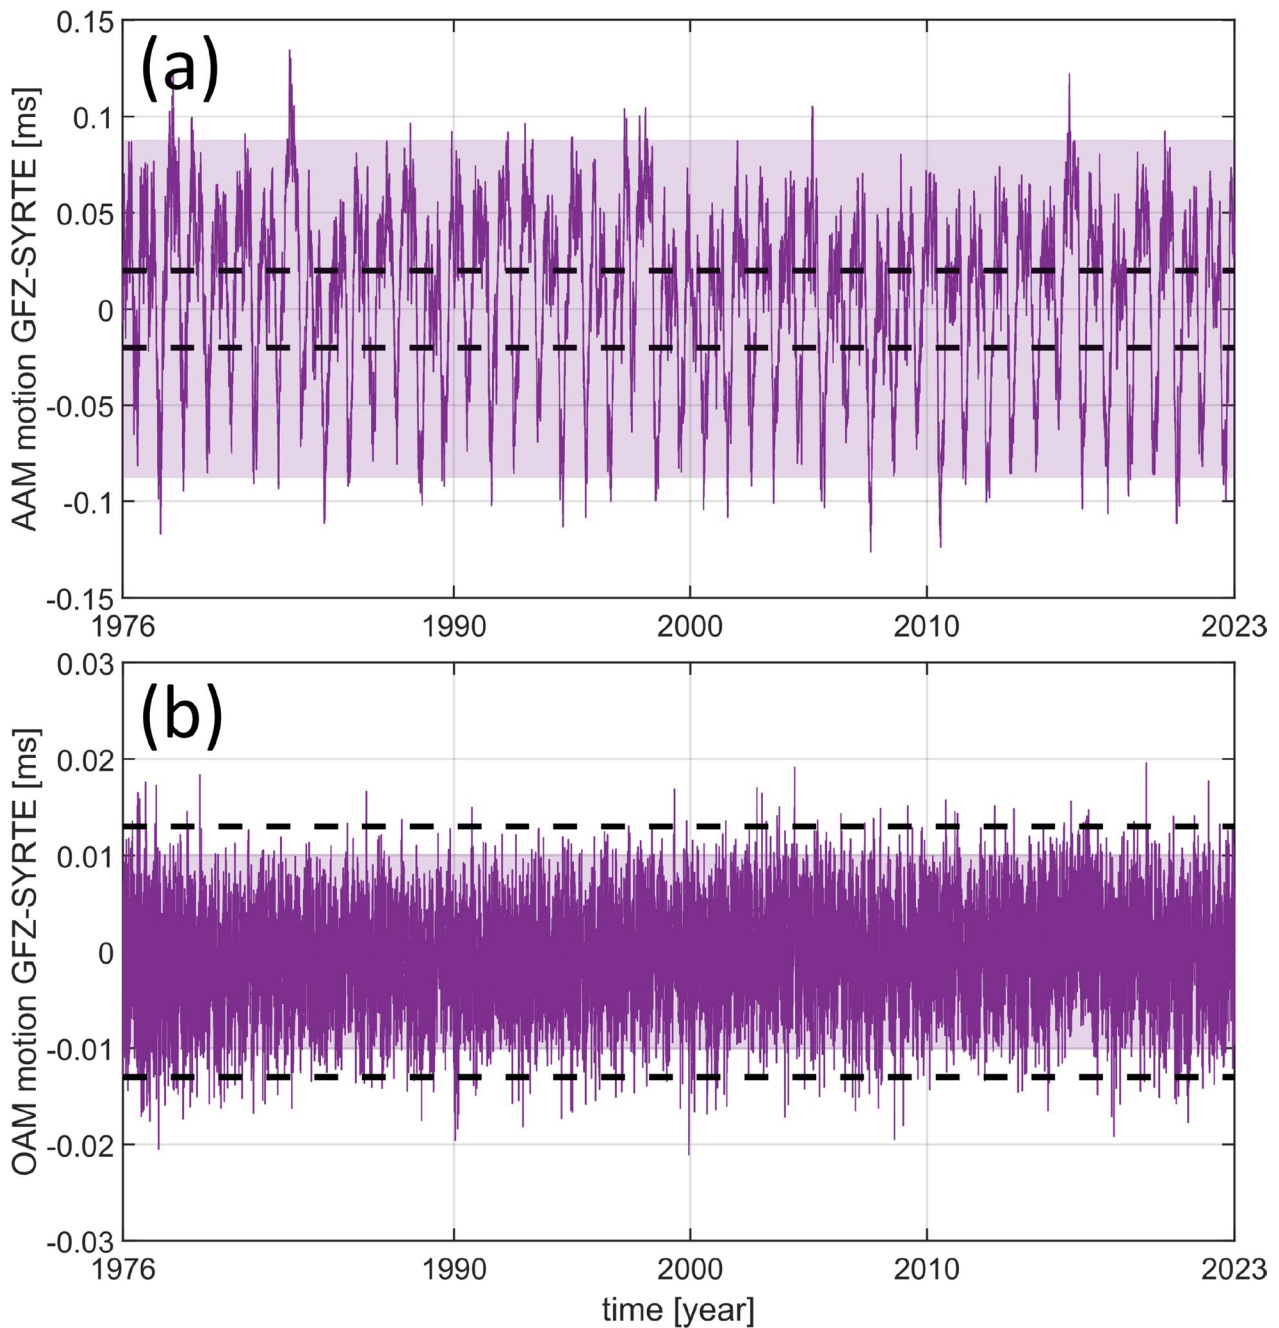 (a)
AAM motion GFZ-SYRTE [ms]
0.15
0.1
0.05
0
-0.05
-0.1
-0.15
1976 1990 2000 2010 2023
(b)
OAM motion GFZ-SYRTE [ms]
0.03
0.02
0.01
0
-0.01
-0.02
-0.03
1976 1990 2000 2010 2023
time [year]